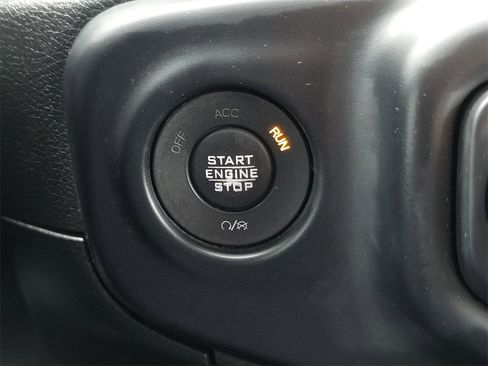 ACC
OFF
RUN
START
ENGINE
STOP